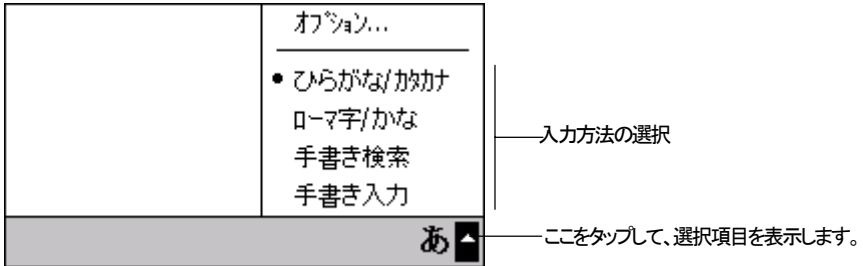 オプション...
ひらがな/カタカナ
ローマ字/かな
手書き検索
手書き入力
入力方法の選択
あ
ここをタップして、選択項目を表示します。